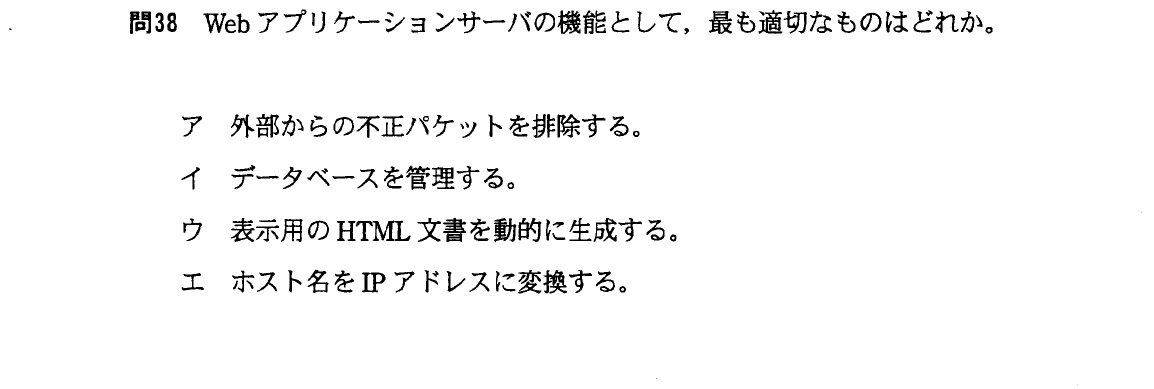 問38 Webアプリケーションサーバの機能として，最も適切なものはどれか。
ア 外部からの不正パケットを排除する。
イ データベースを管理する。
ウ 表示用のHTML文書を動的に生成する。
エ ホスト名をIPアドレスに変換する。